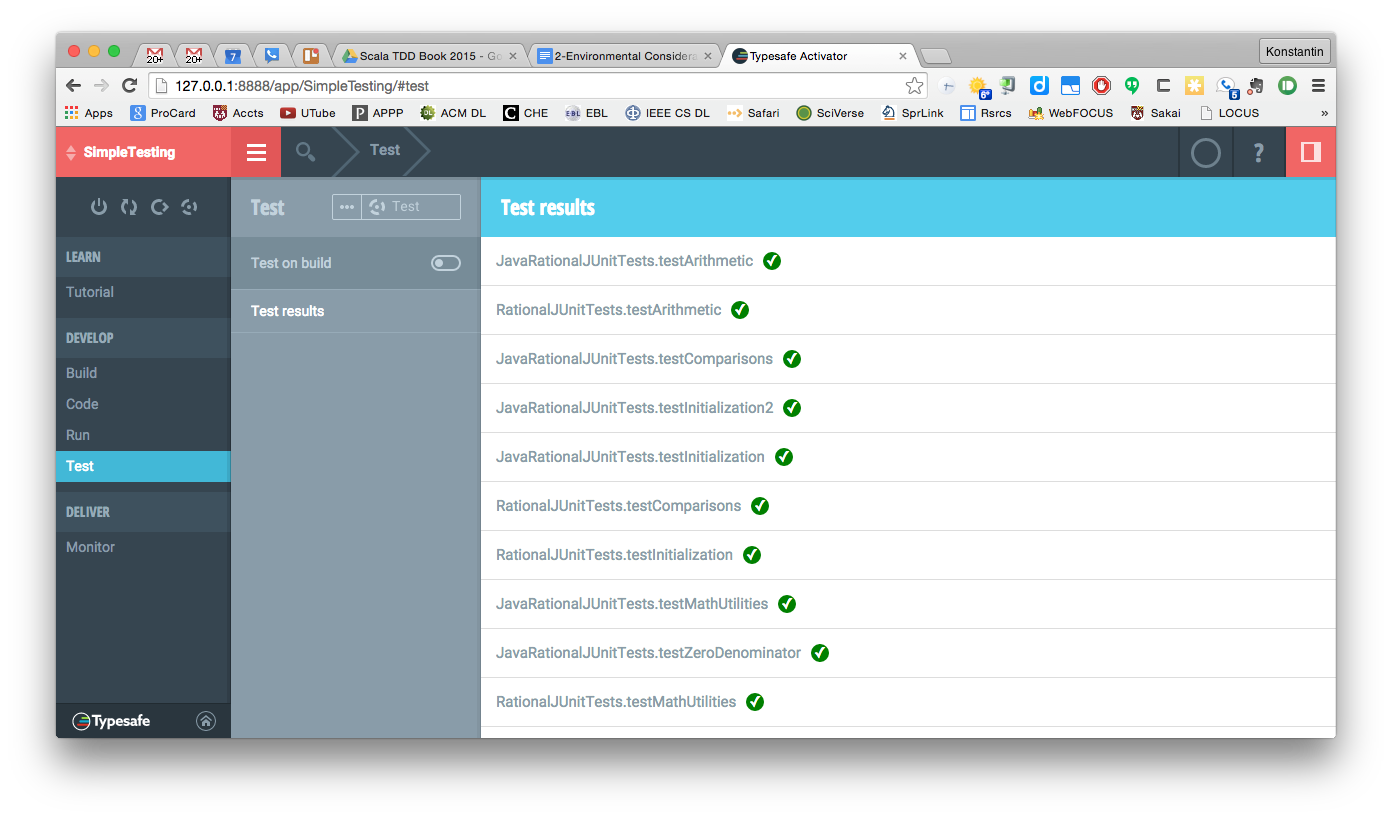 20+ 20+ 7 Scala TDD Book 2015 - Go 2-Environmental Considera Typesafe Activator Konstantin
127.0.0.1:8888/app/SimpleTesting/#test 6* 5
Apps ProCard Accts UTube APPP ACM DL CHE EBL IEEE CS DL Safari SciVerse SprLink Rsrcs WebFOCUS Sakai LOCUS »
SimpleTesting Test ?
Test ••• Test Test results
LEARN
Tutorial
DEVELOP
Build
Code
Run
Test
DELIVER
Monitor
Typesafe
Test on build
Test results
JavaRationalJUnitTests.testArithmetic
RationalJUnitTests.testArithmetic
JavaRationalJUnitTests.testComparisons
JavaRationalJUnitTests.testInitialization2
JavaRationalJUnitTests.testInitialization
RationalJUnitTests.testComparisons
RationalJUnitTests.testInitialization
JavaRationalJUnitTests.testMathUtilities
JavaRationalJUnitTests.testZeroDenominator
RationalJUnitTests.testMathUtilities